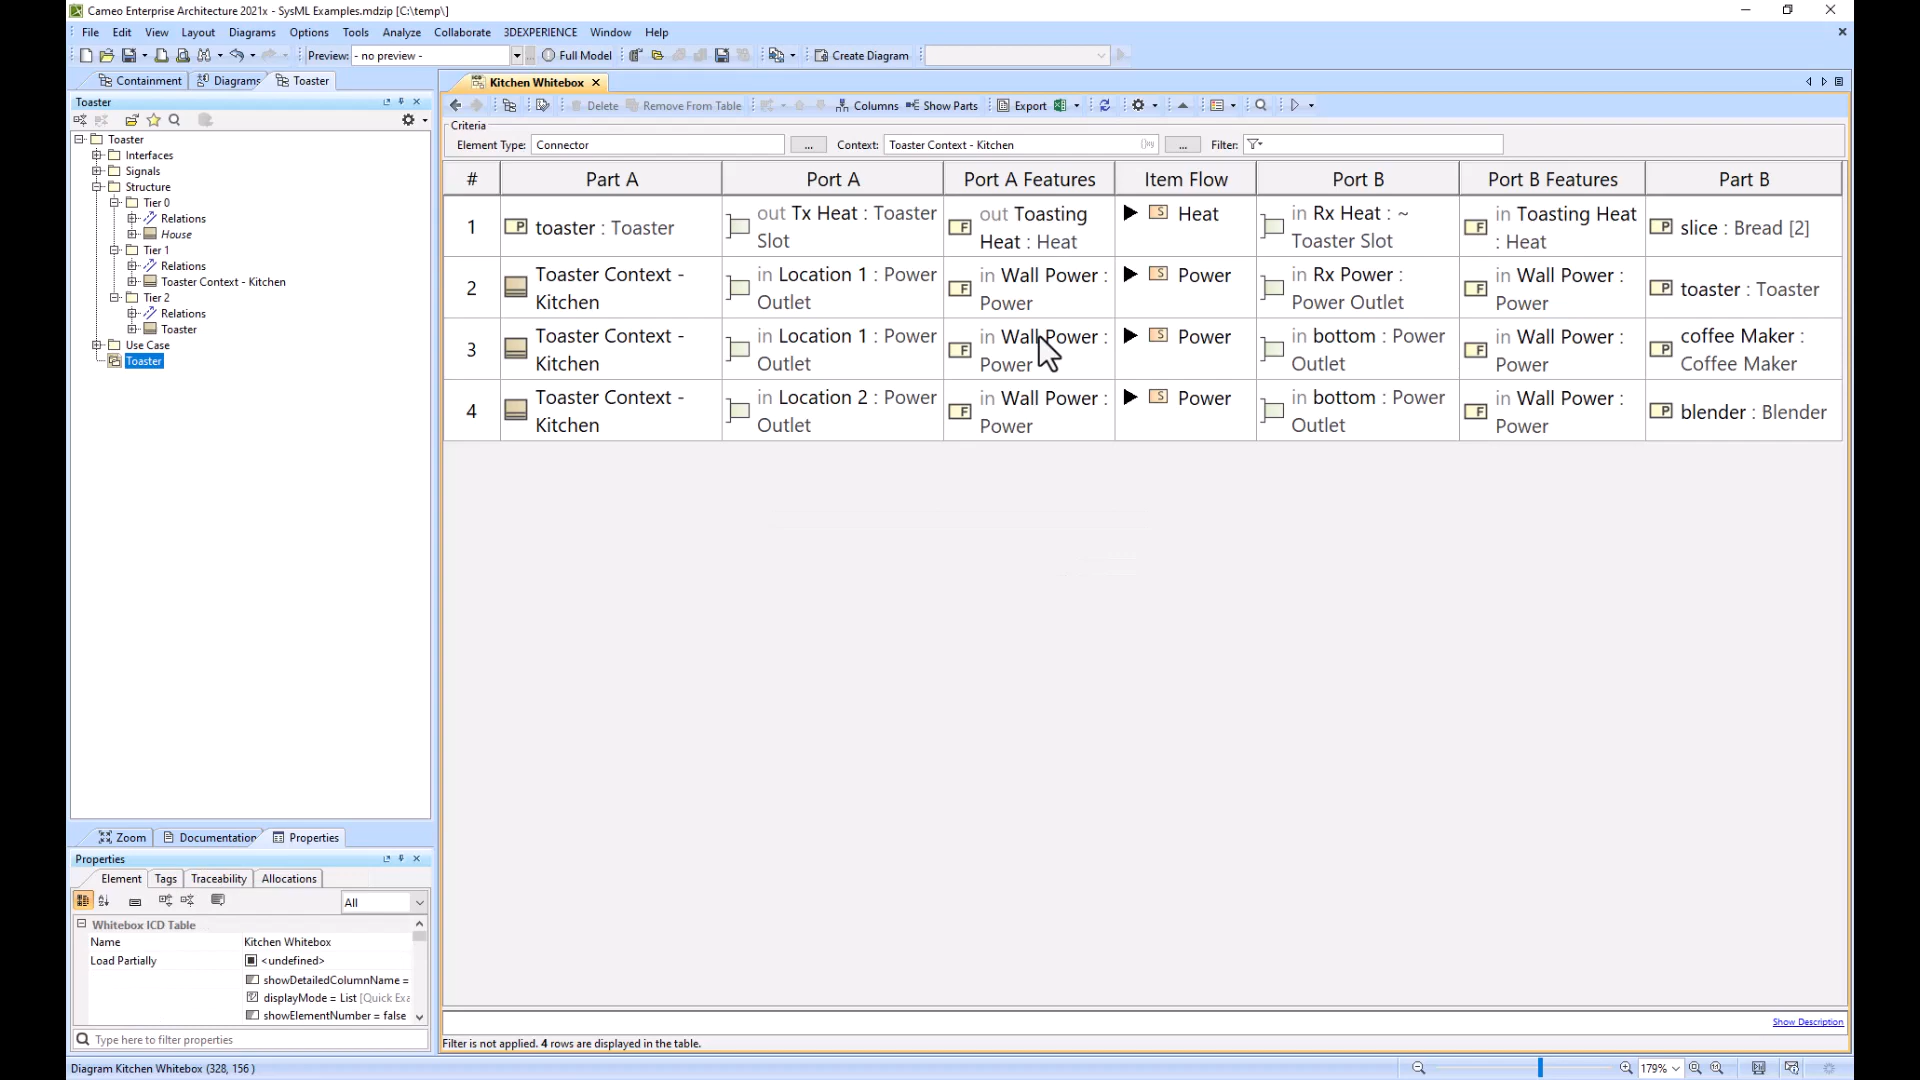 Cameo Enterprise Architecture 2021x - SysML Examples.mdzip [C:\temp\]
File Edit View Layout Diagrams Options Tools Analyze Collaborate 3DEXPERIENCE Window Help
Preview: - no preview - Full Model Create Diagram
Containment Diagrams Toaster
Kitchen Whitebox
Toaster
Delete Remove From Table Columns Show Parts Export
Criteria
Element Type: Connector ... Context: Toaster Context - Kitchen ... Filter:
Toaster
Interfaces
Signals
Structure
Tier 0
Relations
House
Tier 1
Relations
Toaster Context - Kitchen
Tier 2
Relations
Toaster
Use Case
Toaster
# Part A Port A Port A Features Item Flow Port B Port B Features Part B
1 toaster : Toaster out Tx Heat : Toaster Slot out Toasting Heat : Heat Heat in Rx Heat : ~ Toaster Slot in Toasting Heat : Heat slice : Bread [2]
2 Toaster Context - Kitchen in Location 1 : Power Outlet in Wall Power : Power Power in Rx Power : Power Outlet in Wall Power : Power toaster : Toaster
3 Toaster Context - Kitchen in Location 1 : Power Outlet in Wall Power : Power Power in bottom : Power Outlet in Wall Power : Power coffee Maker : Coffee Maker
4 Toaster Context - Kitchen in Location 2 : Power Outlet in Wall Power : Power Power in bottom : Power Outlet in Wall Power : Power blender : Blender
Zoom Documentation Properties
Properties
Element Tags Traceability Allocations
All
Whitebox ICD Table
Name Kitchen Whitebox
Load Partially <undefined>
showDetailedColumnName =
displayMode = List [Quick Exa
showElementNumber = false
Type here to filter properties
Show Description
Filter is not applied. 4 rows are displayed in the table.
Diagram Kitchen Whitebox (328, 156 )
179%